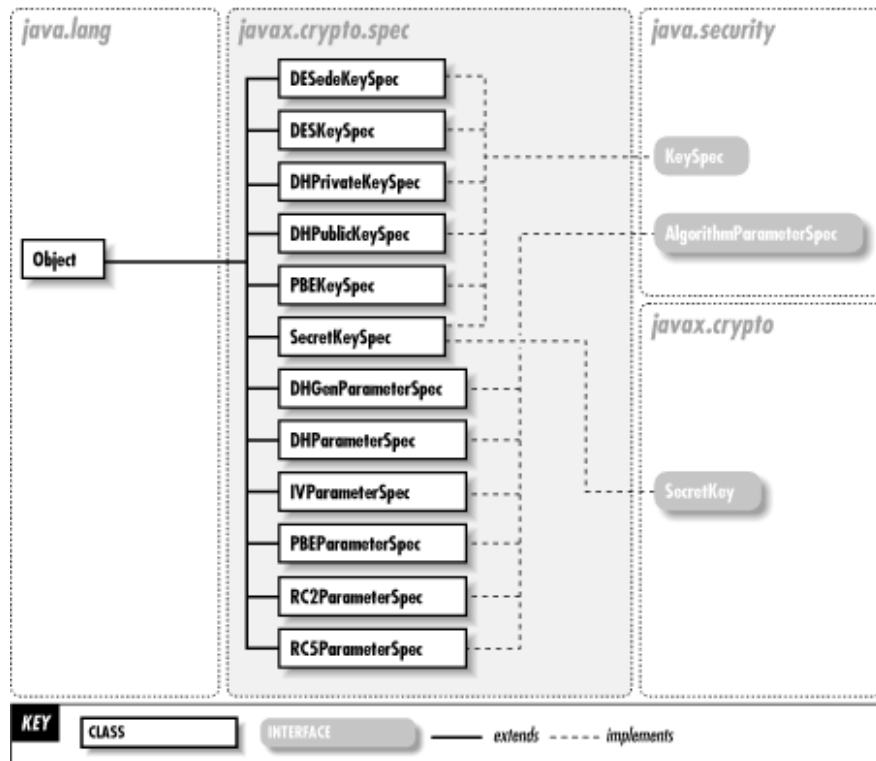 java.lang
javax.crypto.spec
java.security
DESedeKeySpec
DESKeySpec
KeySpec
DHPrivateKeySpec
DHPublicKeySpec
AlgorithmParameterSpec
Object
PBEKeySpec
SecretKeySpec
javax.crypto
DHGenParameterSpec
DHParameterSpec
IVParameterSpec
SecretKey
PBEParameterSpec
RC2ParameterSpec
RC5ParameterSpec
KEY
CLASS
INTERFACE
extends
implements